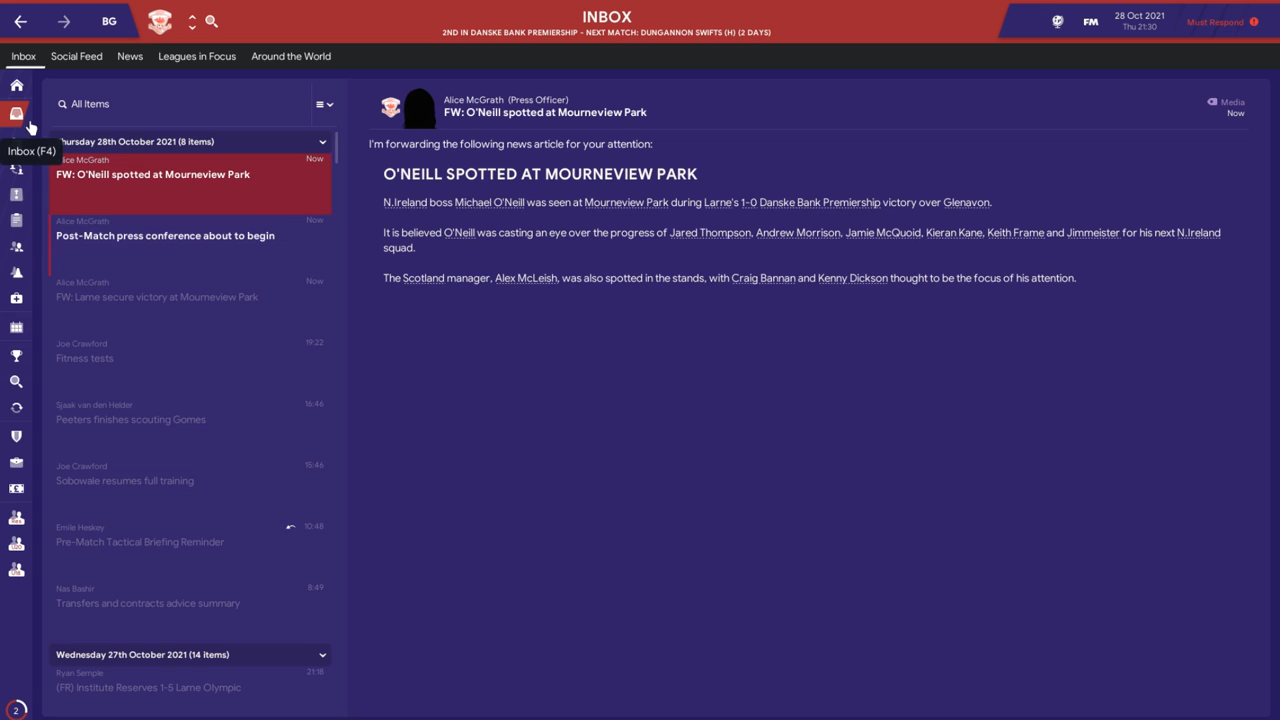 BG
INBOX
2ND IN DANSKE BANK PREMIERSHIP - NEXT MATCH: DUNGANNON SWIFTS (H) (2 DAYS)
FM
28 Oct 2021
Thu 21:30
Must Respond
Inbox
Social Feed
News
Leagues in Focus
Around the World
All Items
Inbox (F4)
hursday 28th October 2021 (8 items)
lice McGrath
Now
FW: O'Neill spotted at Mourneview Park
Alice McGrath
Now
Post-Match press conference about to begin
Alice McGrath
Now
FW: Larne secure victory at Mourneview Park
Joe Crawford
19:22
Fitness tests
Sjaak van den Helder
16:46
Peeters finishes scouting Gomes
Joe Crawford
15:46
Sobowale resumes full training
Emile Heskey
10:48
Pre-Match Tactical Briefing Reminder
Nas Bashir
8:49
Transfers and contracts advice summary
Wednesday 27th October 2021 (14 items)
Ryan Semple
21:18
(FR) Institute Reserves 1-5 Larne Olympic
Alice McGrath (Press Officer)
FW: O'Neill spotted at Mourneview Park
Media
Now
I'm forwarding the following news article for your attention:
O'NEILL SPOTTED AT MOURNEVIEW PARK
N.Ireland boss Michael O'Neill was seen at Mourneview Park during Larne's 1-0 Danske Bank Premiership victory over Glenavon.
It is believed O'Neill was casting an eye over the progress of Jared Thompson, Andrew Morrison, Jamie McQuoid, Kieran Kane, Keith Frame and Jimmeister for his next N.Ireland
squad.
The Scotland manager, Alex McLeish, was also spotted in the stands, with Craig Bannan and Kenny Dickson thought to be the focus of his attention.
2